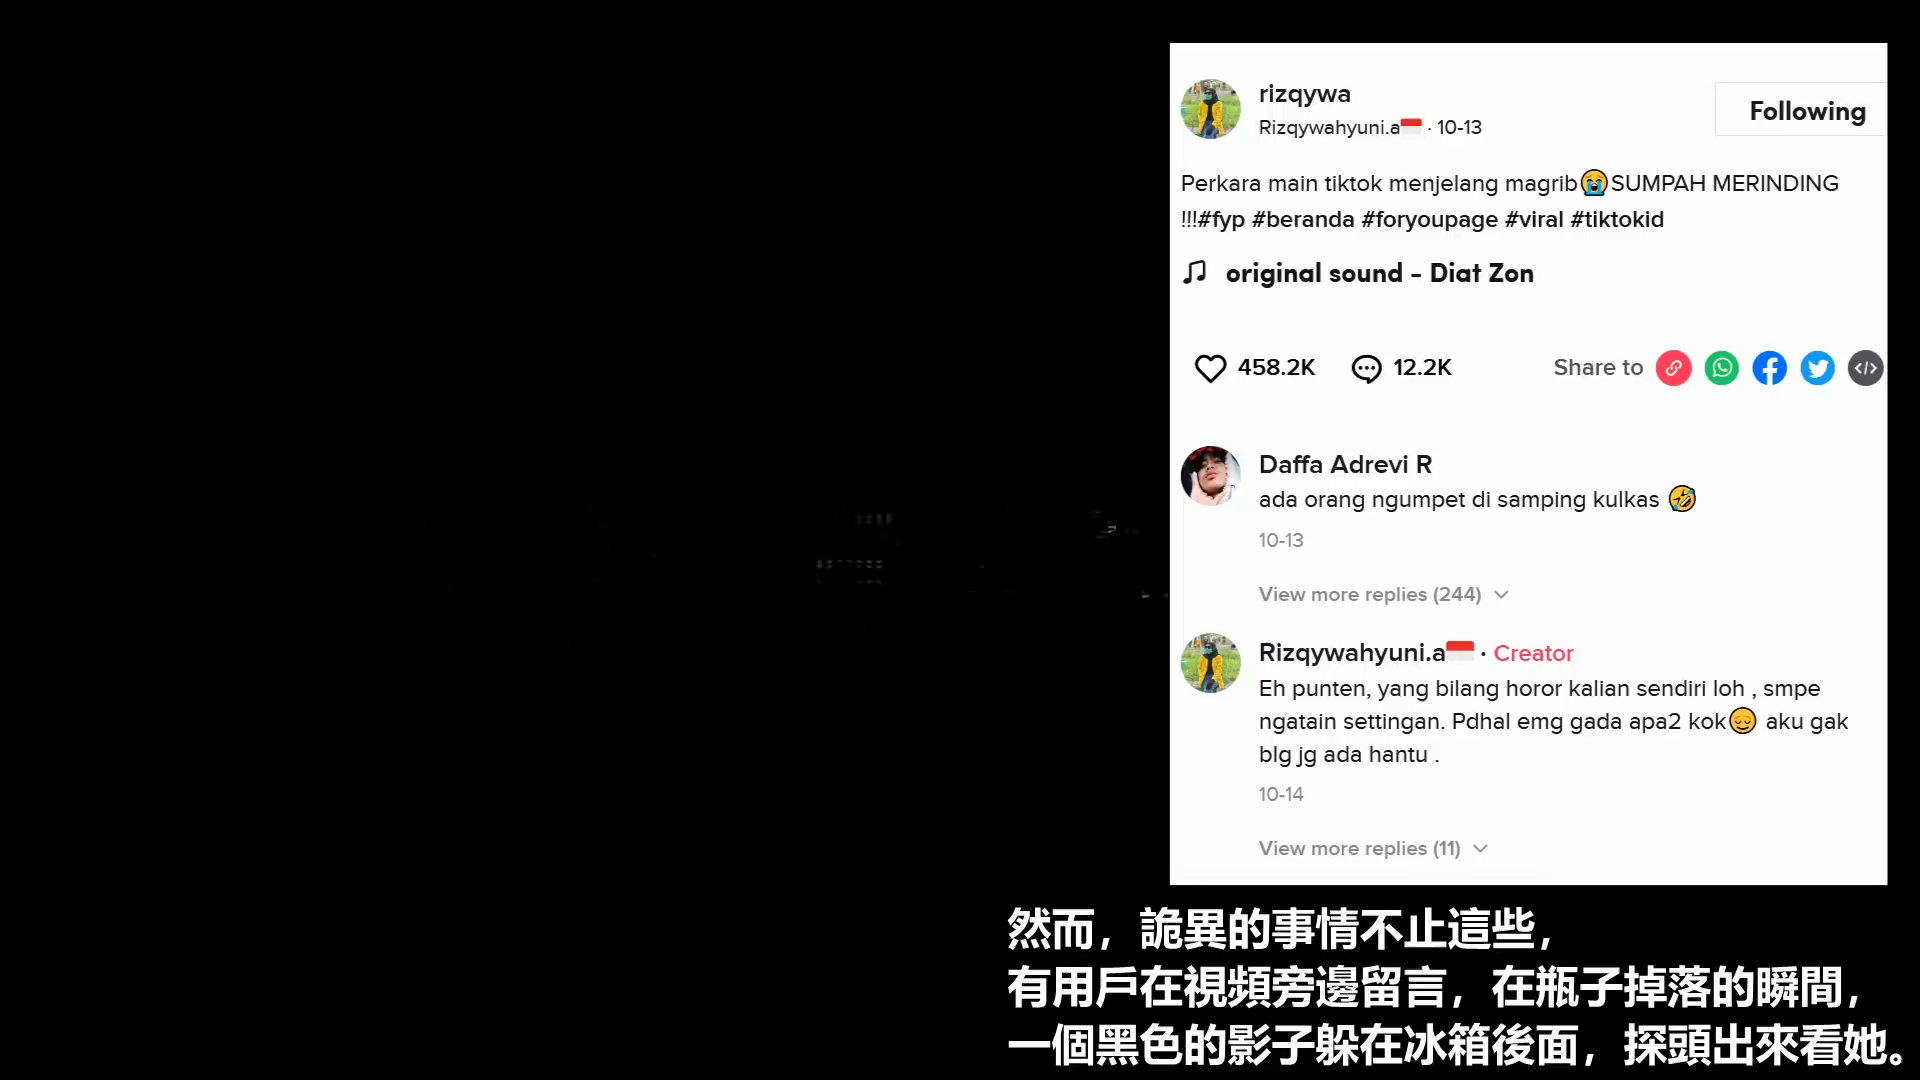 rizqywa
Rizqywahyuni.a🇮🇩 · 10-13
Following
Perkara main tiktok menjelang magrib😭SUMPAH MERINDING
!!!#fyp #beranda #foryoupage #viral #tiktokid
original sound - Diat Zon
458.2K
12.2K
Share to
Daffa Adrevi R
ada orang ngumpet di samping kulkas 🤣
10-13
View more replies (244)
Rizqywahyuni.a🇮🇩 · Creator
Eh punten, yang bilang horor kalian sendiri loh , smpe
ngatain settingan. Pdhal emg gada apa2 kok😌 aku gak
blg jg ada hantu .
10-14
View more replies (11)
然而，詭異的事情不止這些，
有用戶在視頻旁邊留言，在瓶子掉落的瞬間，
一個黑色的影子躲在冰箱後面，探頭出來看她。